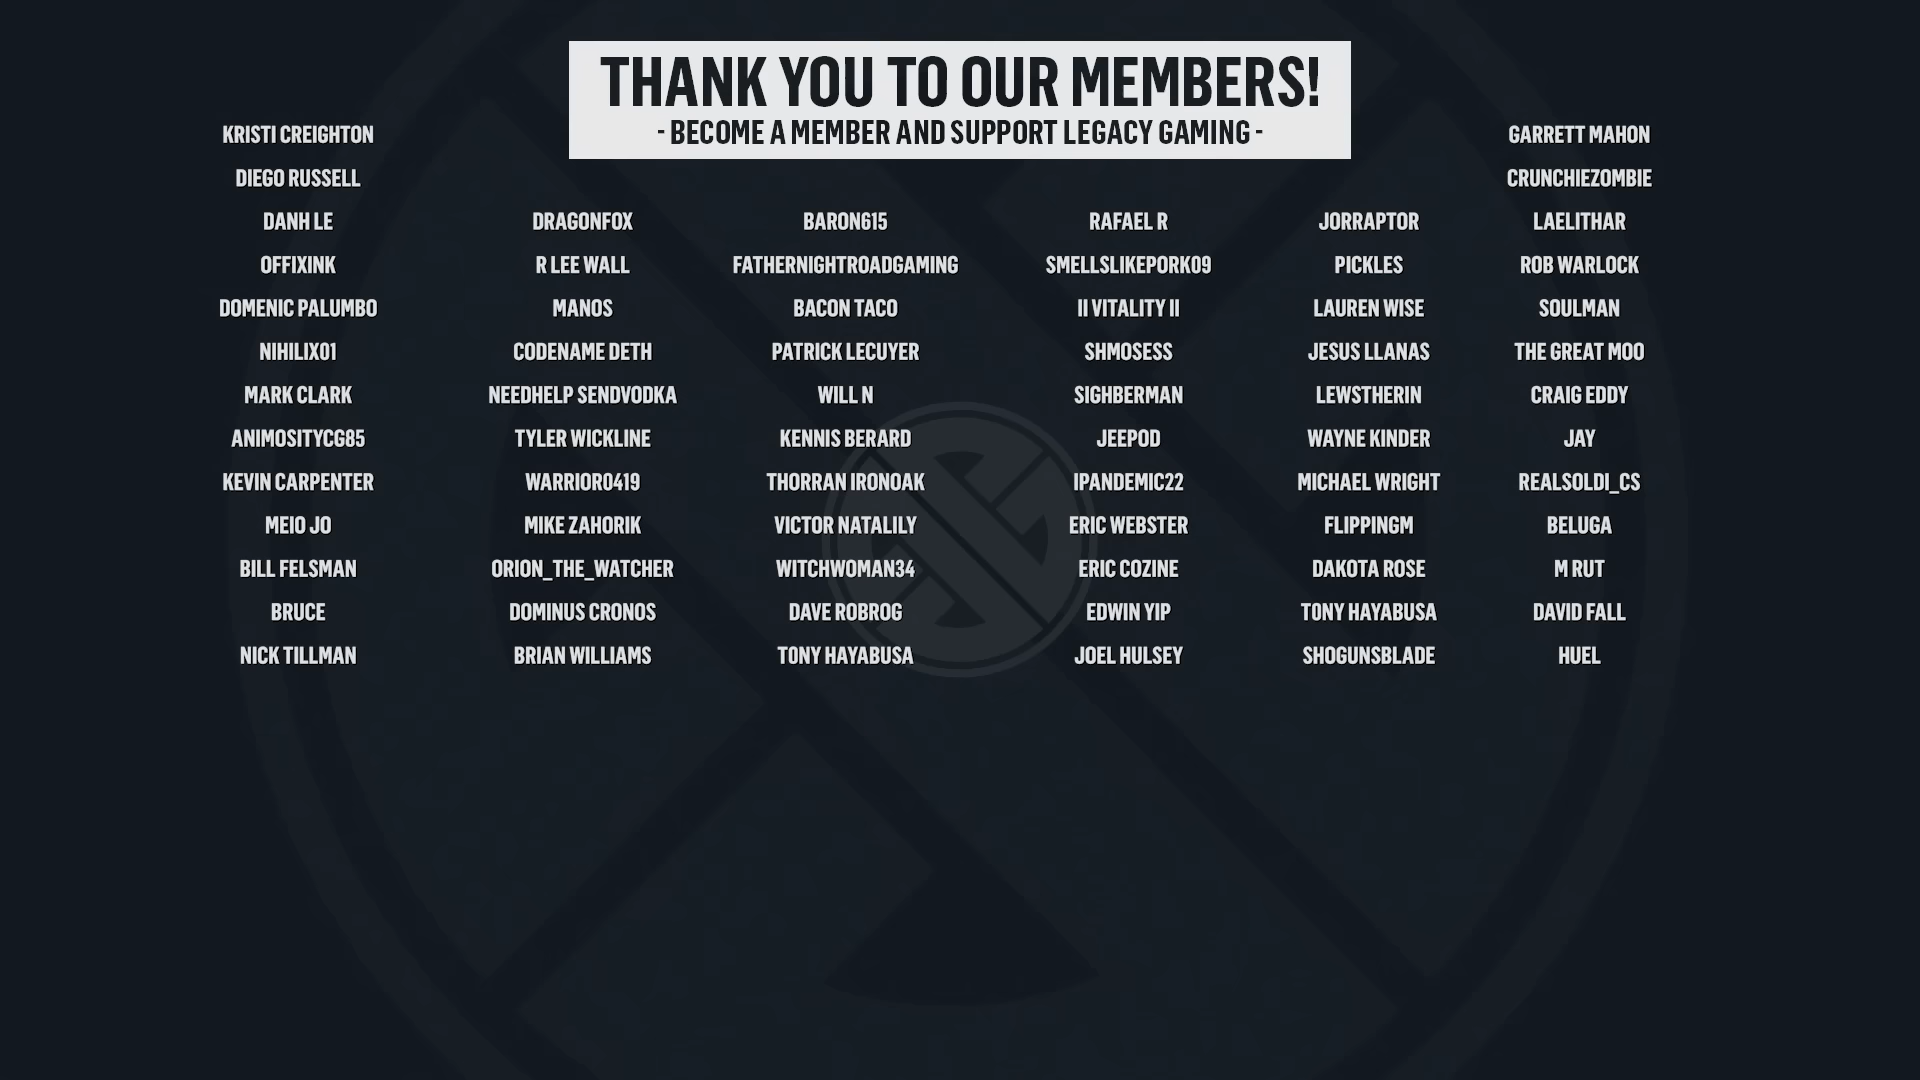 THANK YOU TO OUR MEMBERS!
- BECOME A MEMBER AND SUPPORT LEGACY GAMING -
KRISTI CREIGHTON
DIEGO RUSSELL
DANH LE
OFFIXINK
DOMENIC PALUMBO
NIHILIX01
MARK CLARK
ANIMOSITYCG85
KEVIN CARPENTER
MEIO JO
BILL FELSMAN
BRUCE
NICK TILLMAN
DRAGONFOX
R LEE WALL
MANOS
CODENAME DETH
NEEDHELP SENDVODKA
TYLER WICKLINE
WARRIOR0419
MIKE ZAHORIK
ORION_THE_WATCHER
DOMINUS CRONOS
BRIAN WILLIAMS
BARON615
FATHERNIGHTROADGAMING
BACON TACO
PATRICK LECUYER
WILL N
KENNIS BERARD
THORRAN IRONOAK
VICTOR NATALILY
WITCHWOMAN34
DAVE ROBROG
TONY HAYABUSA
RAFAEL R
SMELLSLIKEPORK09
II VITALITY II
SHMOSESS
SIGHBERMAN
JEEPOD
IPANDEMIC22
ERIC WEBSTER
ERIC COZINE
EDWIN YIP
JOEL HULSEY
JORRAPTOR
PICKLES
LAUREN WISE
JESUS LLANAS
LEWSTHERIN
WAYNE KINDER
MICHAEL WRIGHT
FLIPPINGM
DAKOTA ROSE
TONY HAYABUSA
SHOGUNSBLADE
GARRETT MAHON
CRUNCHIEZOMBIE
LAELITHAR
ROB WARLOCK
SOULMAN
THE GREAT MOO
CRAIG EDDY
JAY
REALSOLDI_CS
BELUGA
M RUT
DAVID FALL
HUEL